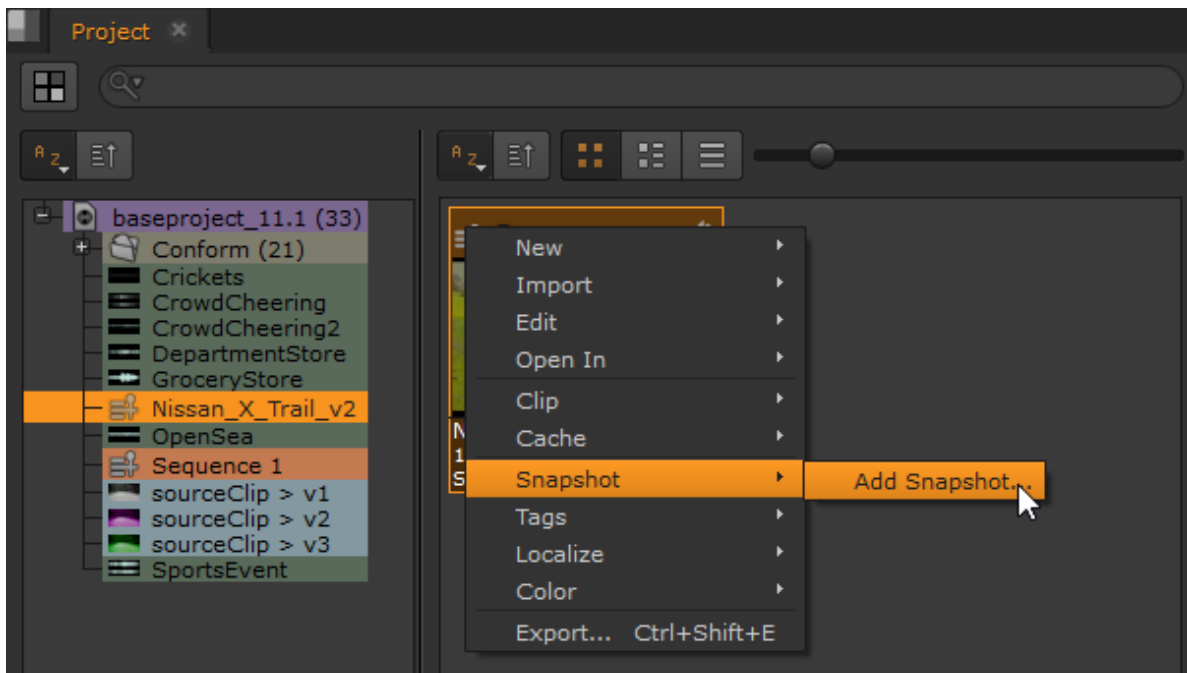 Project
A Z
A Z
baseproject_11.1 (33)
Conform (21)
Crickets
CrowdCheering
CrowdCheering2
DepartmentStore
GroceryStore
Nissan_X_Trail_v2
OpenSea
Sequence 1
sourceClip > v1
sourceClip > v2
sourceClip > v3
SportsEvent
N
1
S
New
Import
Edit
Open In
Clip
Cache
Snapshot
Add Snapshot...
Tags
Localize
Color
Export... Ctrl+Shift+E